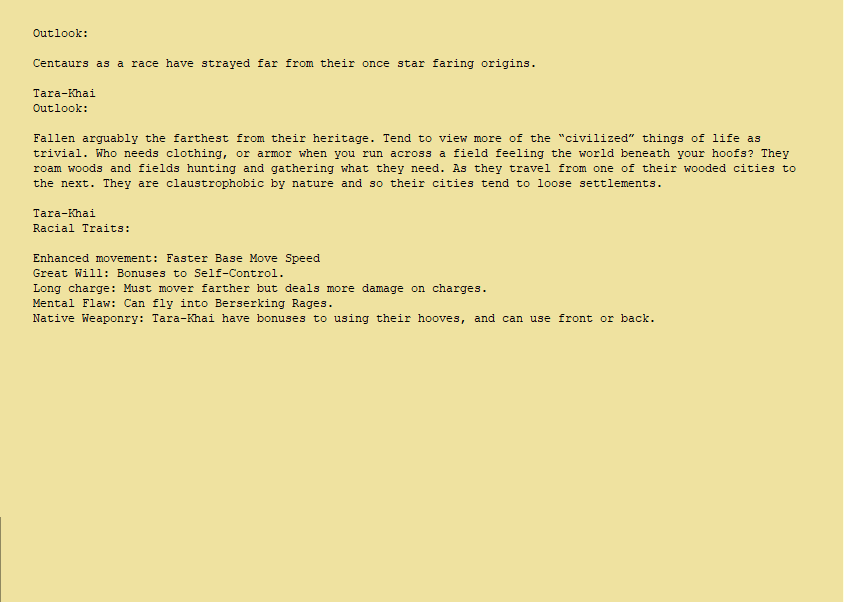 Outlook:
Centaurs as a race have strayed far from their once star faring origins.
Tara-Khai
Outlook:
Fallen arguably the farthest from their heritage. Tend to view more of the “civilized” things of life as
trivial. Who needs clothing, or armor when you run across a field feeling the world beneath your hoofs? They
roam woods and fields hunting and gathering what they need. As they travel from one of their wooded cities to
the next. They are claustrophobic by nature and so their cities tend to loose settlements.
Tara-Khai
Racial Traits:
Enhanced movement: Faster Base Move Speed
Great Will: Bonuses to Self-Control.
Long charge: Must mover farther but deals more damage on charges.
Mental Flaw: Can fly into Berserking Rages.
Native Weaponry: Tara-Khai have bonuses to using their hooves, and can use front or back.